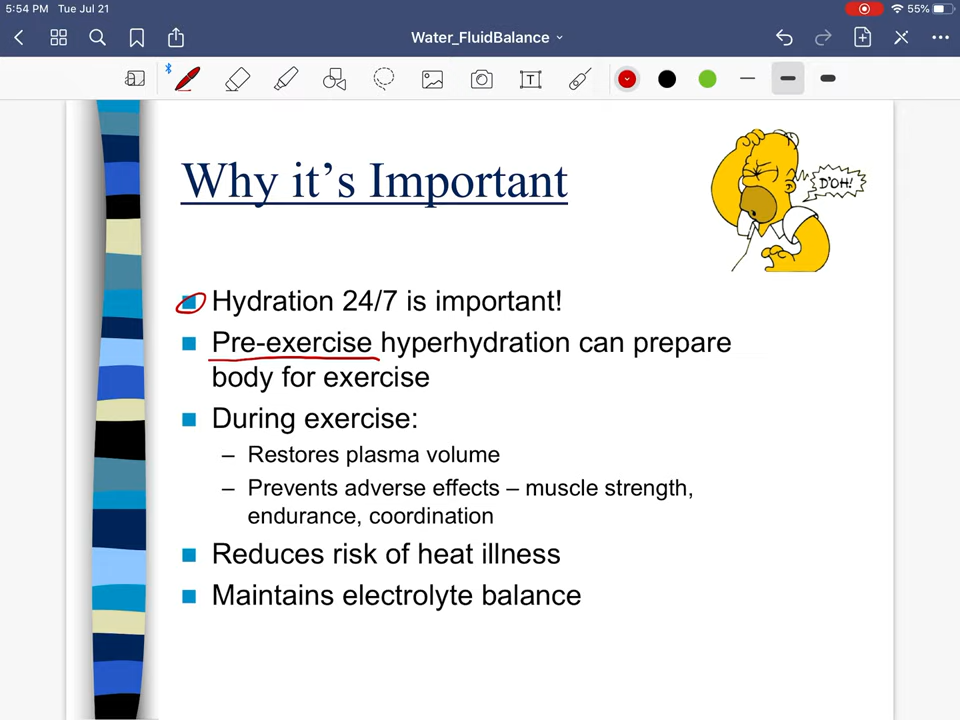 5:54 PM Tue Jul 21
55%
Water_FluidBalance
T
Why it's Important
D'OH!
Hydration 24/7 is important!
Pre-exercise hyperhydration can prepare
body for exercise
During exercise:
– Restores plasma volume
– Prevents adverse effects – muscle strength,
endurance, coordination
Reduces risk of heat illness
Maintains electrolyte balance